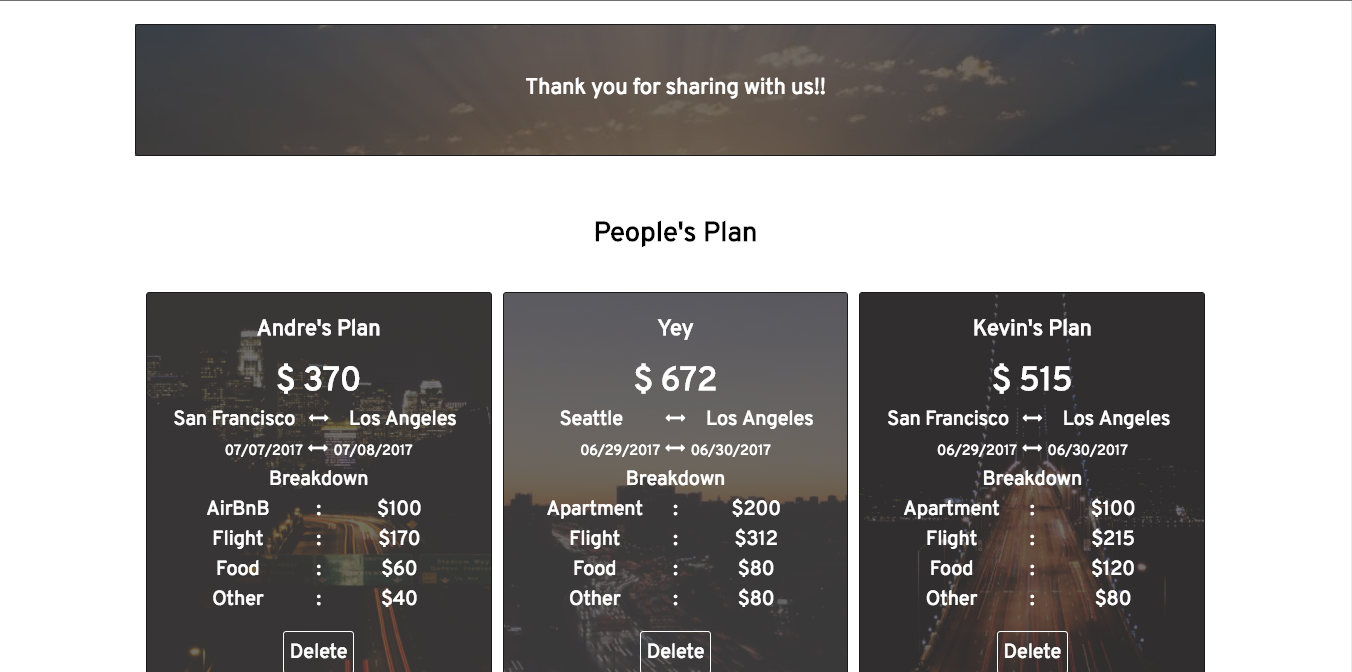 Thank you for sharing with us!!
People's Plan
Andre's Plan
$ 370
San Francisco ↔ Los Angeles
07/07/2017 ↔ 07/08/2017
Breakdown
AirBnB : $100
Flight : $170
Food : $60
Other : $40
Delete
Yey
$ 672
Seattle ↔ Los Angeles
06/29/2017 ↔ 06/30/2017
Breakdown
Apartment : $200
Flight : $312
Food : $80
Other : $80
Delete
Kevin's Plan
$ 515
San Francisco ↔ Los Angeles
06/29/2017 ↔ 06/30/2017
Breakdown
Apartment : $100
Flight : $215
Food : $120
Other : $80
Delete